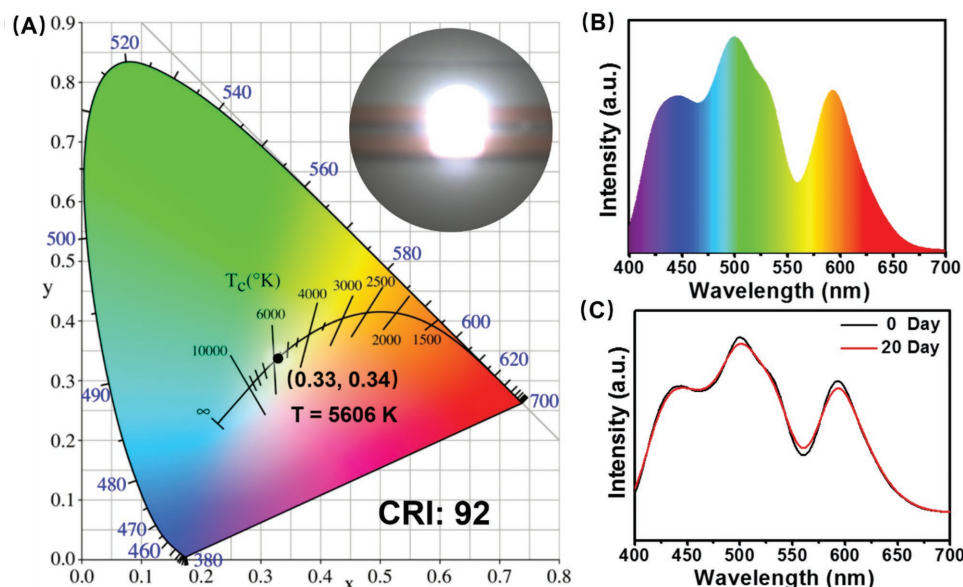 (A)
0.9
0.8
0.7
0.6
0.5
0.5
0.4
0.3
0.2
0.1
0.0
y
0.0 0.1 0.2 0.3 0.4 0.5 0.6 0.7 0.8
x
520
540
560
580
600
620
700
500
490
480
470
460
380
T_C(°K)
∞
10000
6000
4000
3000
2500
2000
1500
(0.33, 0.34)
T = 5606 K
CRI: 92
(B)
Intensity (a.u.)
400 450 500 550 600 650 700
Wavelength (nm)
(C)
0 Day
20 Day
Intensity (a.u.)
400 450 500 550 600 650 700
Wavelength (nm)